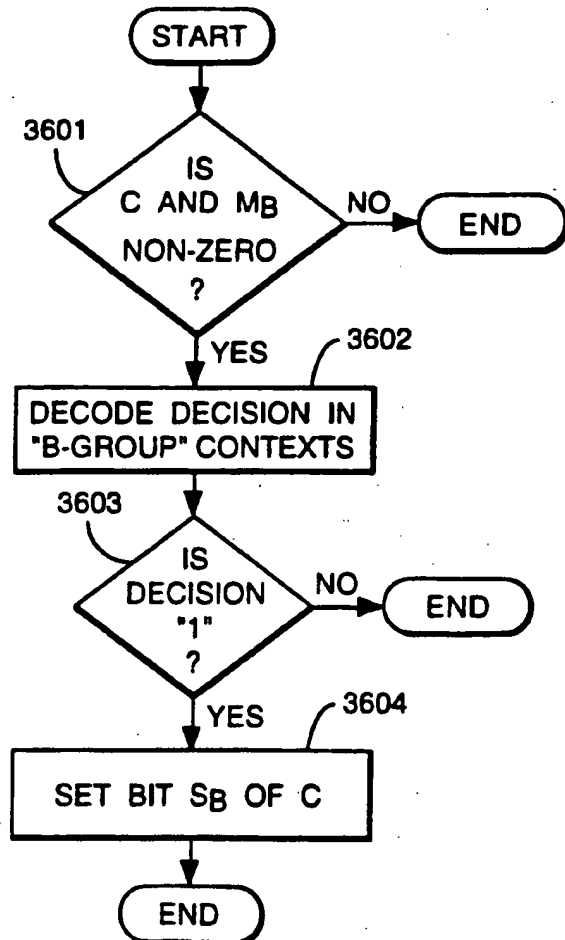 START
3601
IS
C AND MB
NON-ZERO
?
NO
END
YES
3602
DECODE DECISION IN
"B-GROUP" CONTEXTS
3603
IS
DECISION
"1"
?
NO
END
YES
3604
SET BIT SB OF C
END